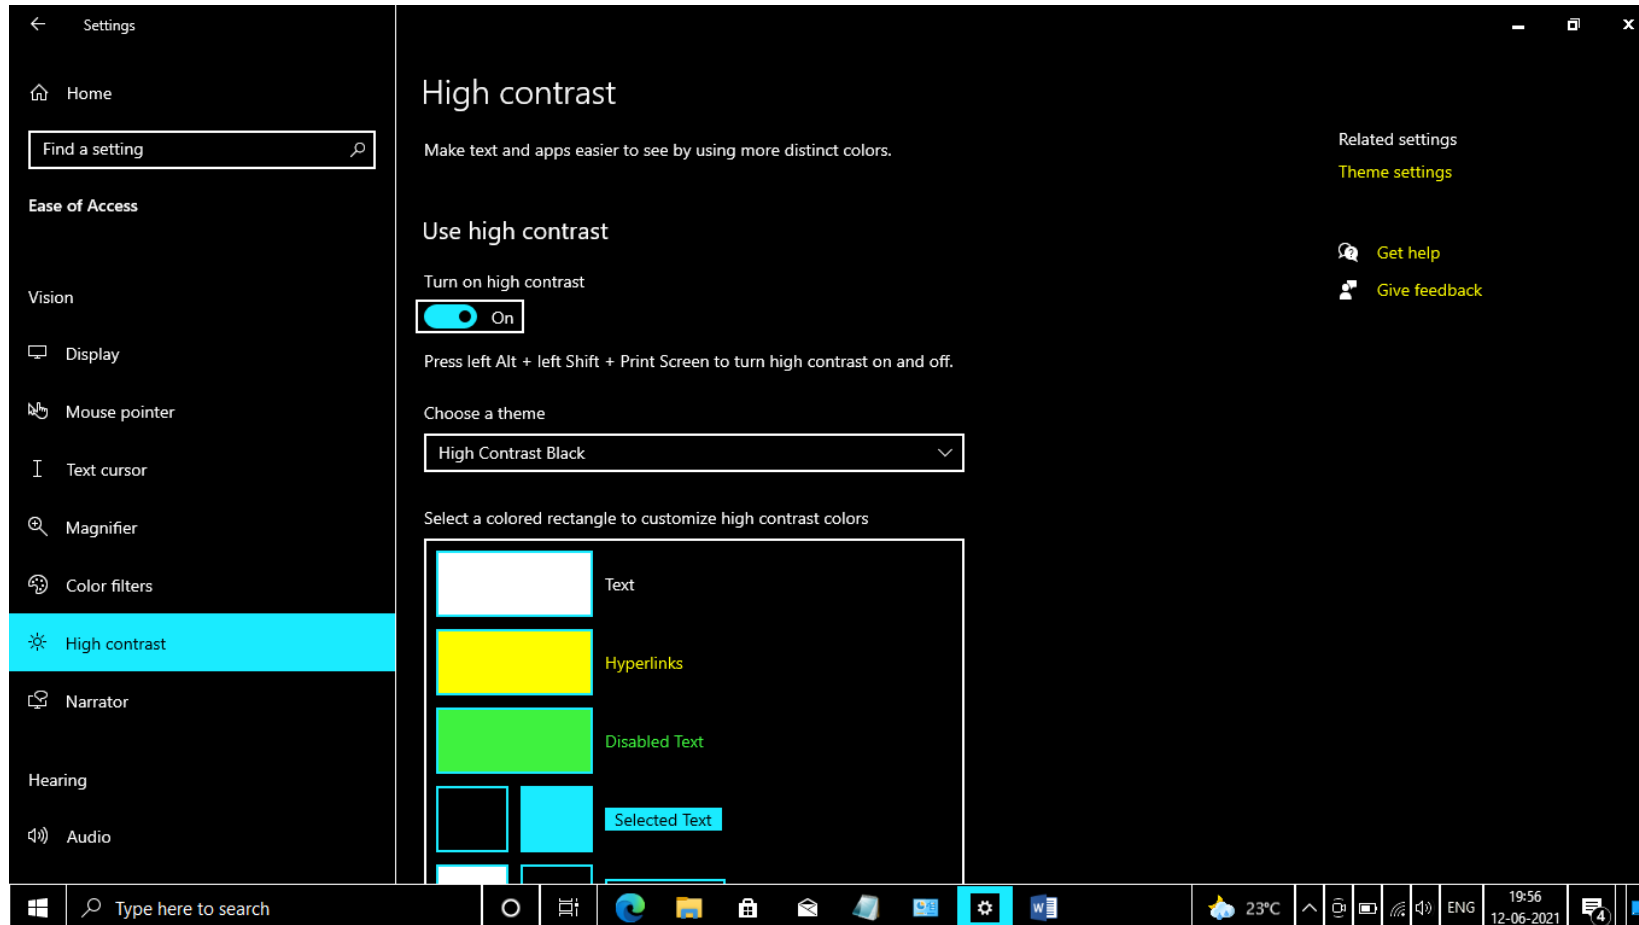 Settings
Home
Find a setting
Ease of Access
Vision
Display
Mouse pointer
Text cursor
Magnifier
Color filters
High contrast
Narrator
Hearing
Audio
High contrast
Make text and apps easier to see by using more distinct colors.
Use high contrast
Turn on high contrast
On
Press left Alt + left Shift + Print Screen to turn high contrast on and off.
Choose a theme
High Contrast Black
Select a colored rectangle to customize high contrast colors
Text
Hyperlinks
Disabled Text
Selected Text
Related settings
Theme settings
Get help
Give feedback
Type here to search
W
23°C
ENG
19:56
12-06-2021
4